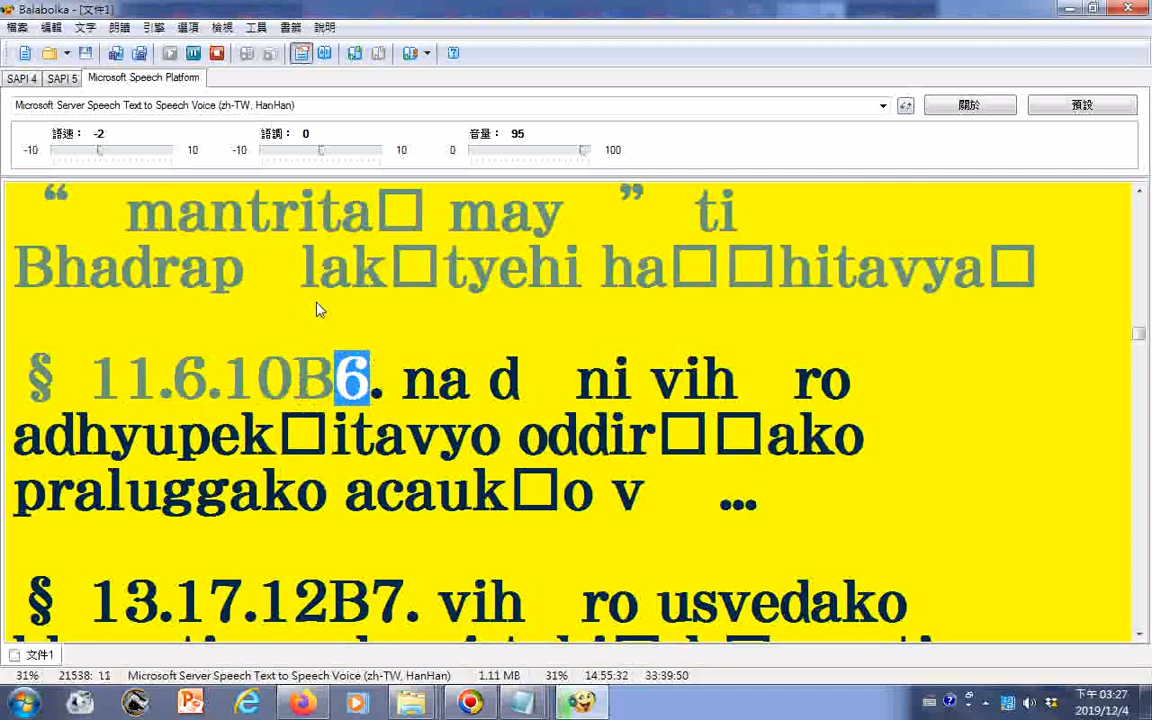 Balabolka - [文件1]
檔案 編輯 文字 朗讀 引擎 選項 檢視 工具 書籤 說明
SAPI 4 SAPI 5 Microsoft Speech Platform
Microsoft Server Speech Text to Speech Voice (zh-TW, HanHan) 關於 預設
語速： -2 語調： 0 音量： 95
-10 10 -10 10 0 100
“ mantrita□ may ” ti
Bhadrap lak□tyehi ha□□hitavya□
§ 11.6.10B6. na d ni vih ro
adhyupek□itavyo oddir□□ako
praluggako acauk□o v ...
§ 13.17.12B7. vih ro usvedako
文件1
31% 21538: 11 Microsoft Server Speech Text to Speech Voice (zh-TW, HanHan) 1.11 MB 31% 14:55:32 33:39:50
下午 03:27
2019/12/4